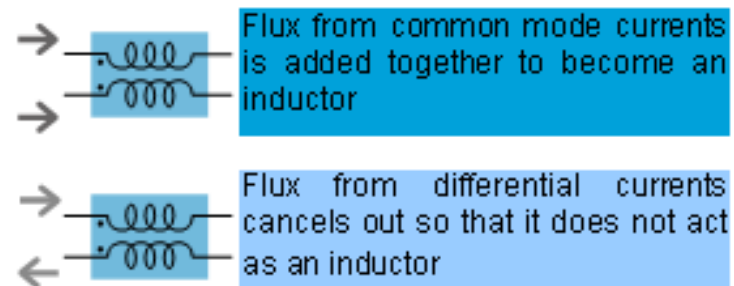 Flux from common mode currents
is added together to become an
inductor
Flux from differential currents
cancels out so that it does not act
as an inductor